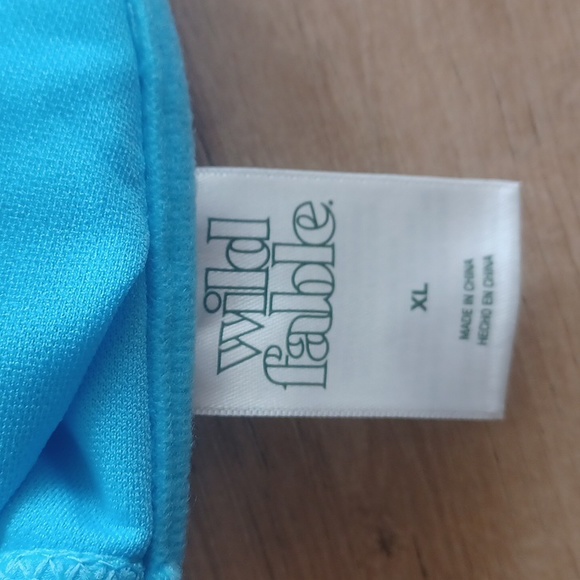 wild
fable.
XL
MADE IN CHINA
HECHO EN CHINA